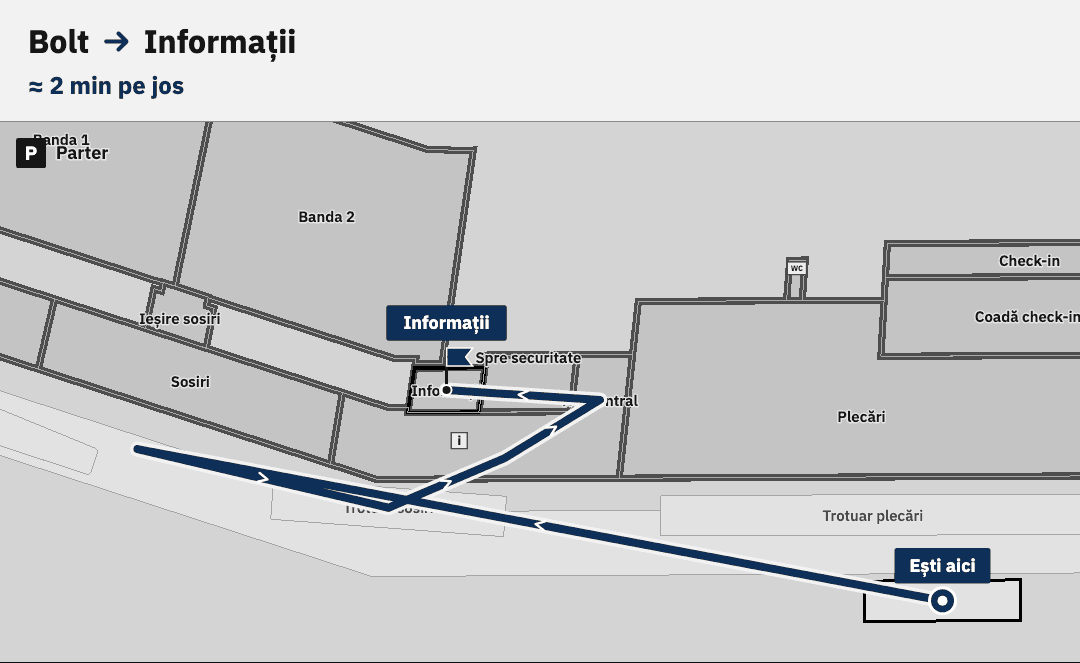 Bolt → Informații
≈ 2 min pe jos
Banda 1
P Parter
Banda 2
WC
Check-in
Coadă check-in
Ieșire sosiri
Informații
Spre securitate
Sosiri
Info
ntral
Plecări
i
Trotuar plecări
Ești aici